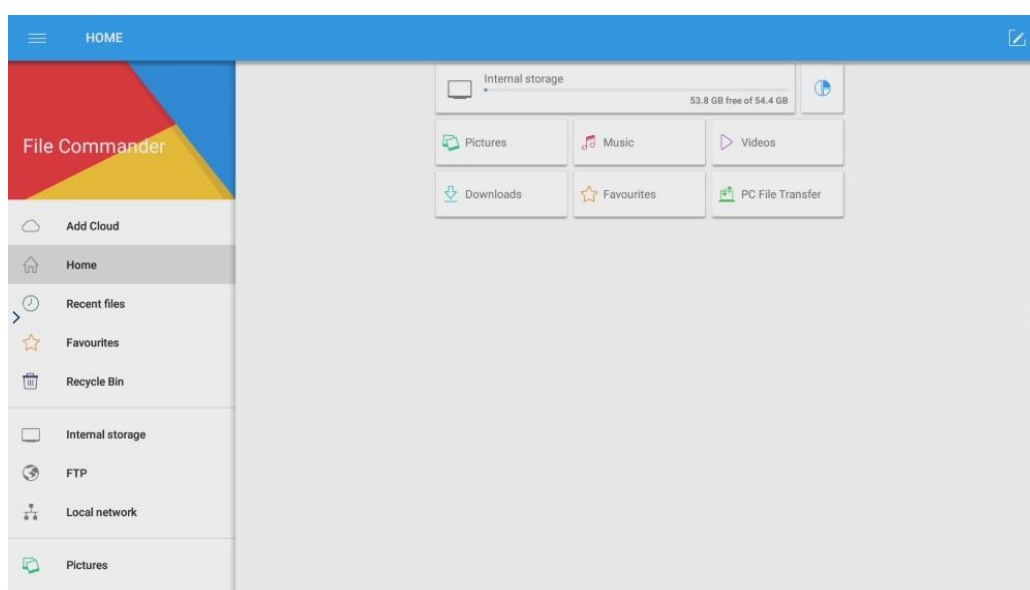 HOME
File Commander
Add Cloud
Home
Recent files
Favourites
Recycle Bin
Internal storage
FTP
Local network
Pictures
Internal storage
53.8 GB free of 54.4 GB
Pictures
Music
Videos
Downloads
Favourites
PC File Transfer